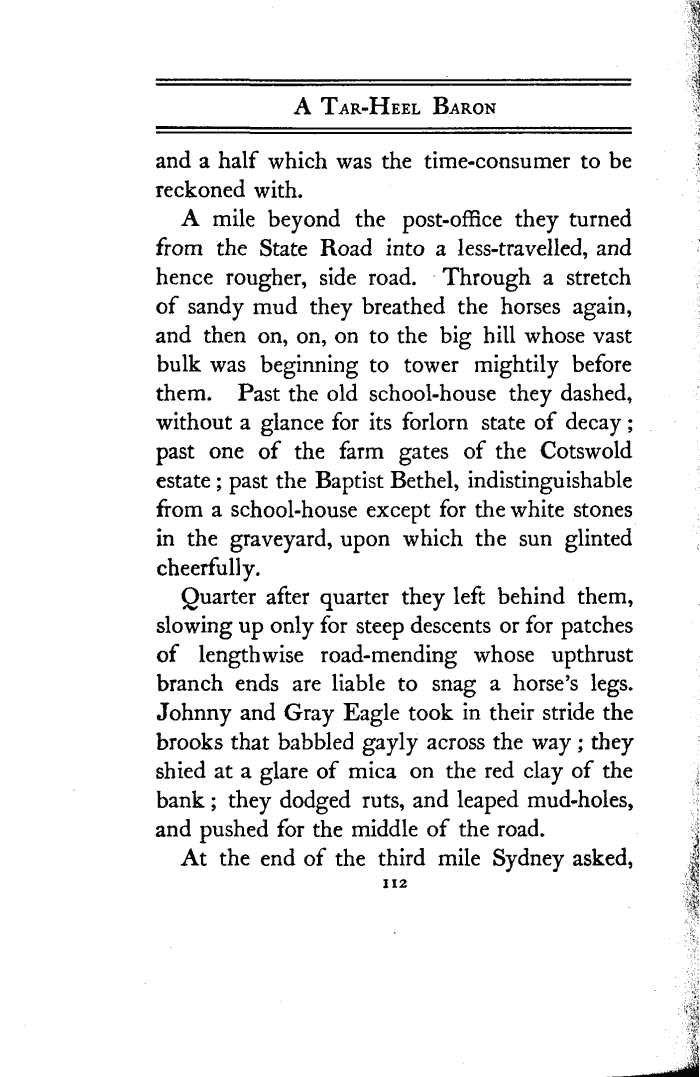 A Tar-Heel Baron
and a half which was the time-consumer to be
reckoned with.
A mile beyond the post-office they turned
from the State Road into a less-travelled, and
hence rougher, side road. Through a stretch
of sandy mud they breathed the horses again,
and then on, on, on to the big hill whose vast
bulk was beginning to tower mightily before
them. Past the old school-house they dashed,
without a glance for its forlorn state of decay ;
past one of the farm gates of the Cotswold
estate ; past the Baptist Bethel, indistinguishable
from a school-house except for the white stones
in the graveyard, upon which the sun glinted
cheerfully.
Quarter after quarter they left behind them,
slowing up only for steep descents or for patches
of lengthwise road-mending whose upthrust
branch ends are liable to snag a horse's legs.
Johnny and Gray Eagle took in their stride the
brooks that babbled gayly across the way ; they
shied at a glare of mica on the red clay of the
bank ; they dodged ruts, and leaped mud-holes,
and pushed for the middle of the road.
At the end of the third mile Sydney asked,
112